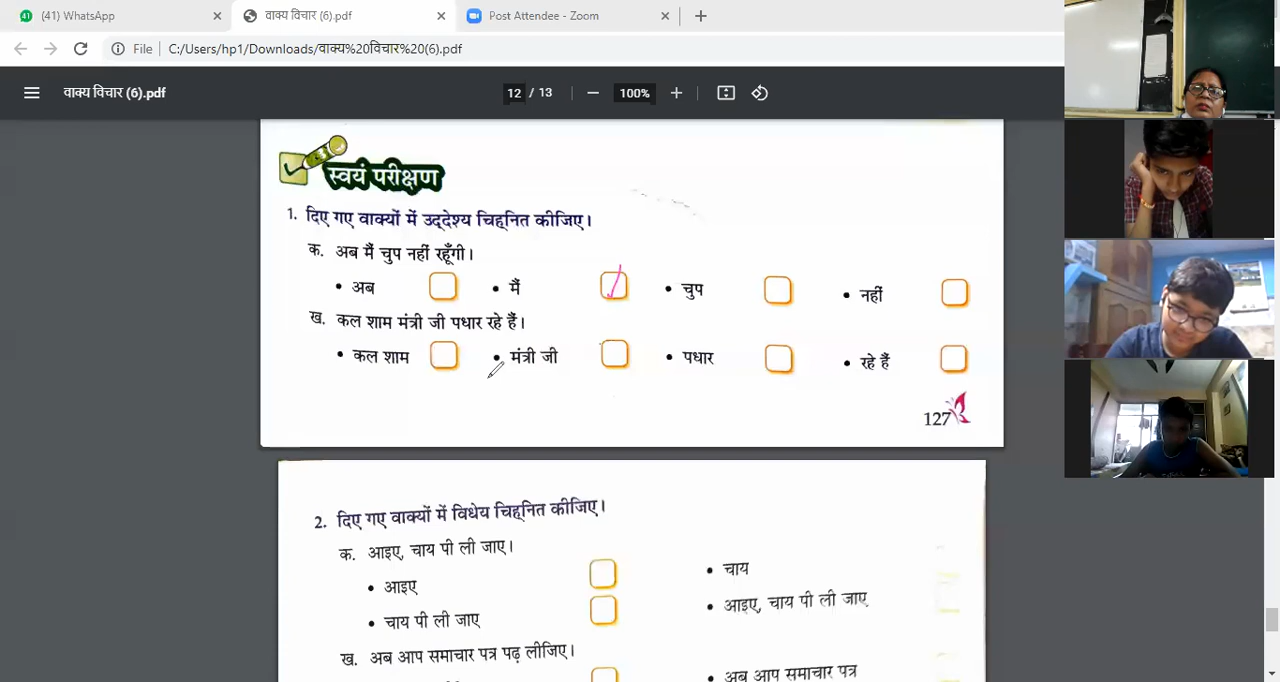 (41) WhatsApp
वाक्य विचार (6).pdf
Post Attendee - Zoom
File
C:/Users/hp1/Downloads/वाक्य%20विचार%20(6).pdf
वाक्य विचार (6).pdf
12 / 13
100%
स्वयं परीक्षण
1. दिए गए वाक्यों में उद्देश्य चिह्नित कीजिए।
क. अब मैं चुप नहीं रहूँगी।
• अब • मैं • चुप • नहीं
ख. कल शाम मंत्री जी पधार रहे हैं।
• कल शाम • मंत्री जी • पधार • रहे हैं
127
2. दिए गए वाक्यों में विधेय चिह्नित कीजिए।
क. आइए, चाय पी ली जाए।
• आइए • चाय
• चाय पी ली जाए • आइए, चाय पी ली जाए
ख. अब आप समाचार पत्र पढ़ लीजिए।
• अब आप समाचार पत्र